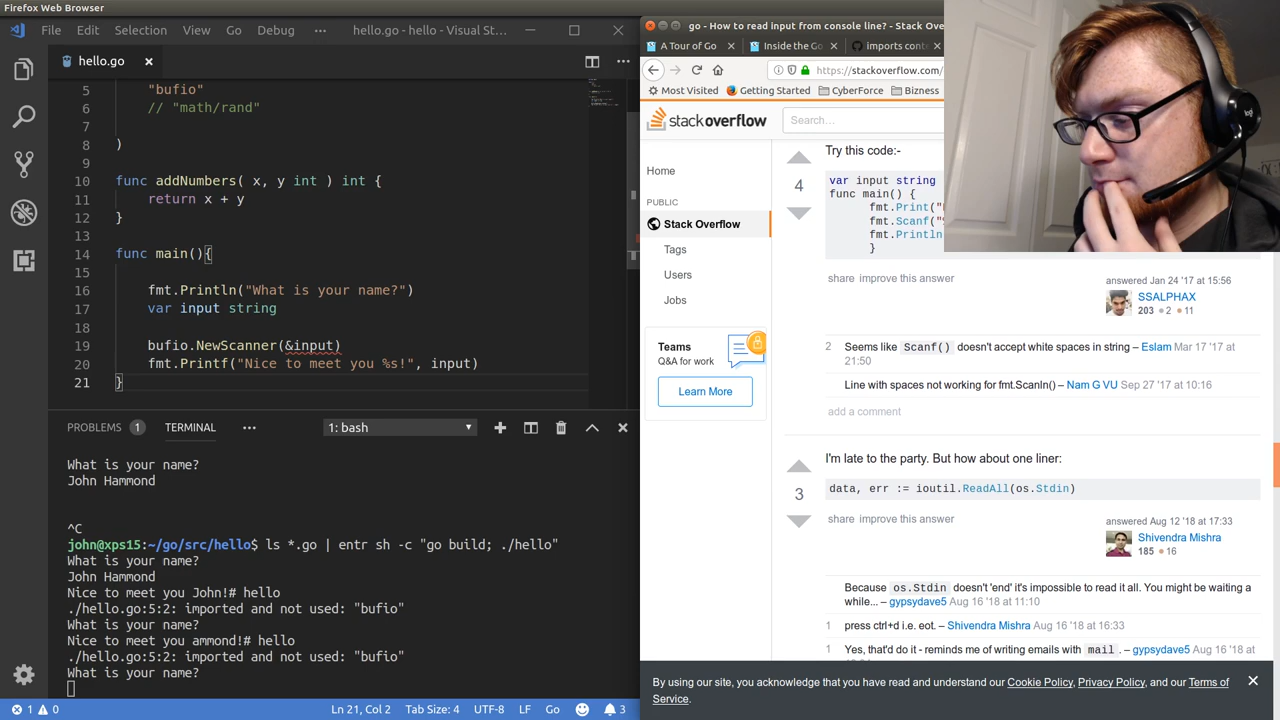 Firefox Web Browser
File Edit Selection View Go Debug ··· hello.go - hello - Visual St...
hello.go
5 "bufio"
6 // "math/rand"
7
8 )
9
10 func addNumbers( x, y int ) int {
11 return x + y
12 }
13
14 func main(){
15
16 fmt.Println("What is your name?")
17 var input string
18
19 bufio.NewScanner(&input)
20 fmt.Printf("Nice to meet you %s!", input)
21 }
PROBLEMS 1 TERMINAL ··· 1: bash
What is your name?
John Hammond
^C
john@xps15:~/go/src/hello$ ls *.go | entr sh -c "go build; ./hello"
What is your name?
John Hammond
Nice to meet you John!# hello
./hello.go:5:2: imported and not used: "bufio"
What is your name?
Nice to meet you ammond!# hello
./hello.go:5:2: imported and not used: "bufio"
What is your name?
1 0 Ln 21, Col 2 Tab Size: 4 UTF-8 LF Go 3
go - How to read input from console line? - Stack Ove
A Tour of Go Inside the Go imports cont
https://stackoverflow.com/
Most Visited Getting Started CyberForce Bizness
stackoverflow Search...
Home
PUBLIC
Stack Overflow
Tags
Users
Jobs
Teams
Q&A for work
Learn More
Try this code:-
4
var input string
func main() {
fmt.Print("
fmt.Scanf("
fmt.Println
}
share improve this answer
answered Jan 24 '17 at 15:56
SSALPHAX
203 2 11
2 Seems like Scanf() doesn't accept white spaces in string – Eslam Mar 17 '17 at
21:50
Line with spaces not working for fmt.Scanln() – Nam G VU Sep 27 '17 at 10:16
add a comment
I'm late to the party. But how about one liner:
3
data, err := ioutil.ReadAll(os.Stdin)
share improve this answer
answered Aug 12 '18 at 17:33
Shivendra Mishra
185 16
Because os.Stdin doesn't 'end' it's impossible to read it all. You might be waiting a
while... – gypsydave5 Aug 16 '18 at 11:10
1 press ctrl+d i.e. eot. – Shivendra Mishra Aug 16 '18 at 16:33
1 Yes, that'd do it - reminds me of writing emails with mail . – gypsydave5 Aug 16 '18 at
By using our site, you acknowledge that you have read and understand our Cookie Policy, Privacy Policy, and our Terms of
Service.